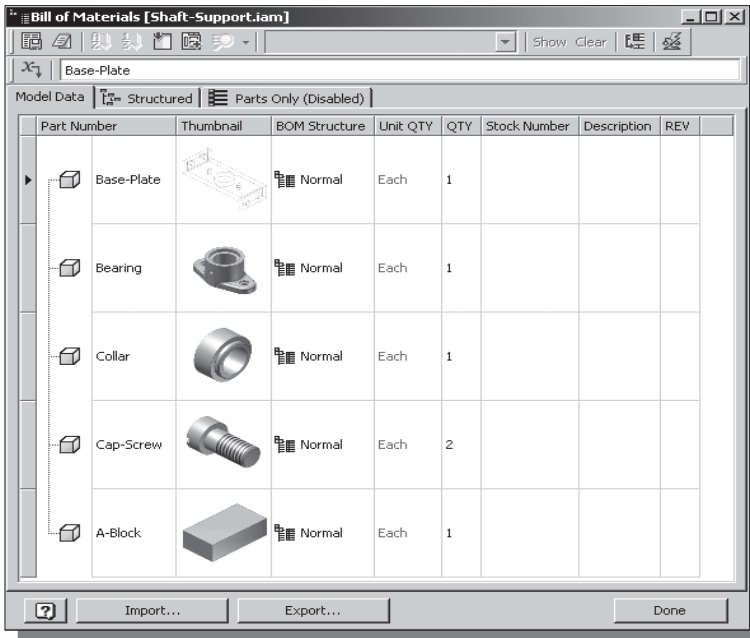 Bill of Materials [Shaft-Support.iam]
Show Clear
Base-Plate
Model Data Structured Parts Only (Disabled)
Part Number Thumbnail BOM Structure Unit QTY QTY Stock Number Description REV
Base-Plate Normal Each 1
Bearing Normal Each 1
Collar Normal Each 1
Cap-Screw Normal Each 2
A-Block Normal Each 1
? Import... Export... Done